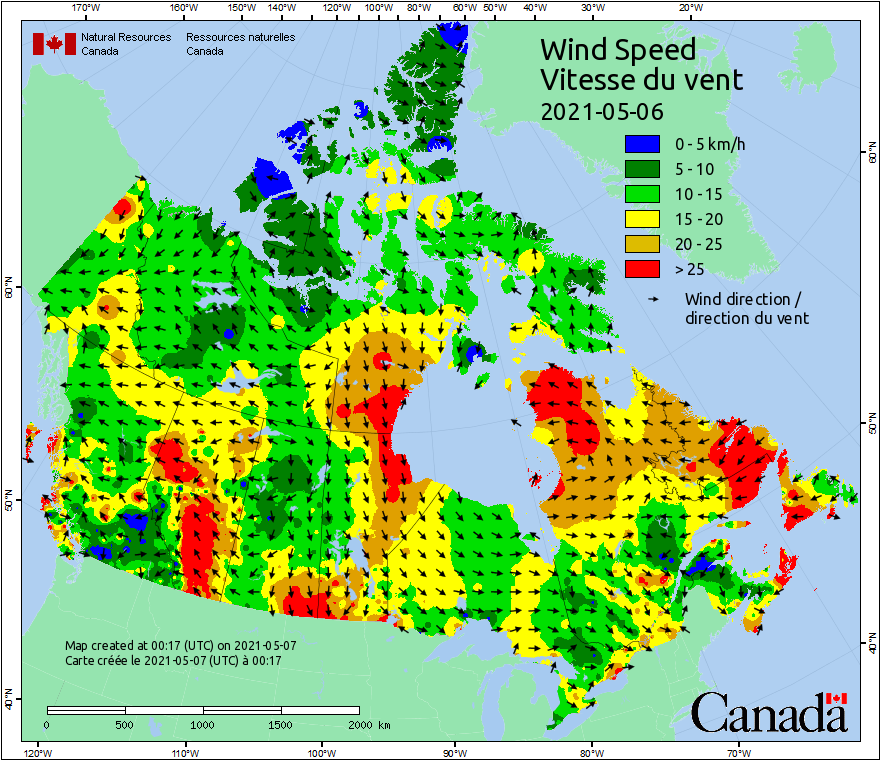 170°W 160°W 150°W 140°W 130°W 120°W 110°W 100°W 90°W 80°W 60°W 50°W 40°W 30°W 20°W
Natural Resources Ressources naturelles
Canada Canada
Wind Speed
Vitesse du vent
2021-05-06
0 - 5 km/h
5 - 10
10 - 15
15 - 20
20 - 25
> 25
Wind direction /
direction du vent
60°N
60°N
50°N
50°N
40°N
40°N
Map created at 00:17 (UTC) on 2021-05-07
Carte créée le 2021-05-07 (UTC) à 00:17
0 500 1000 1500 2000 km
Canada
120°W 110°W 100°W 90°W 80°W 70°W